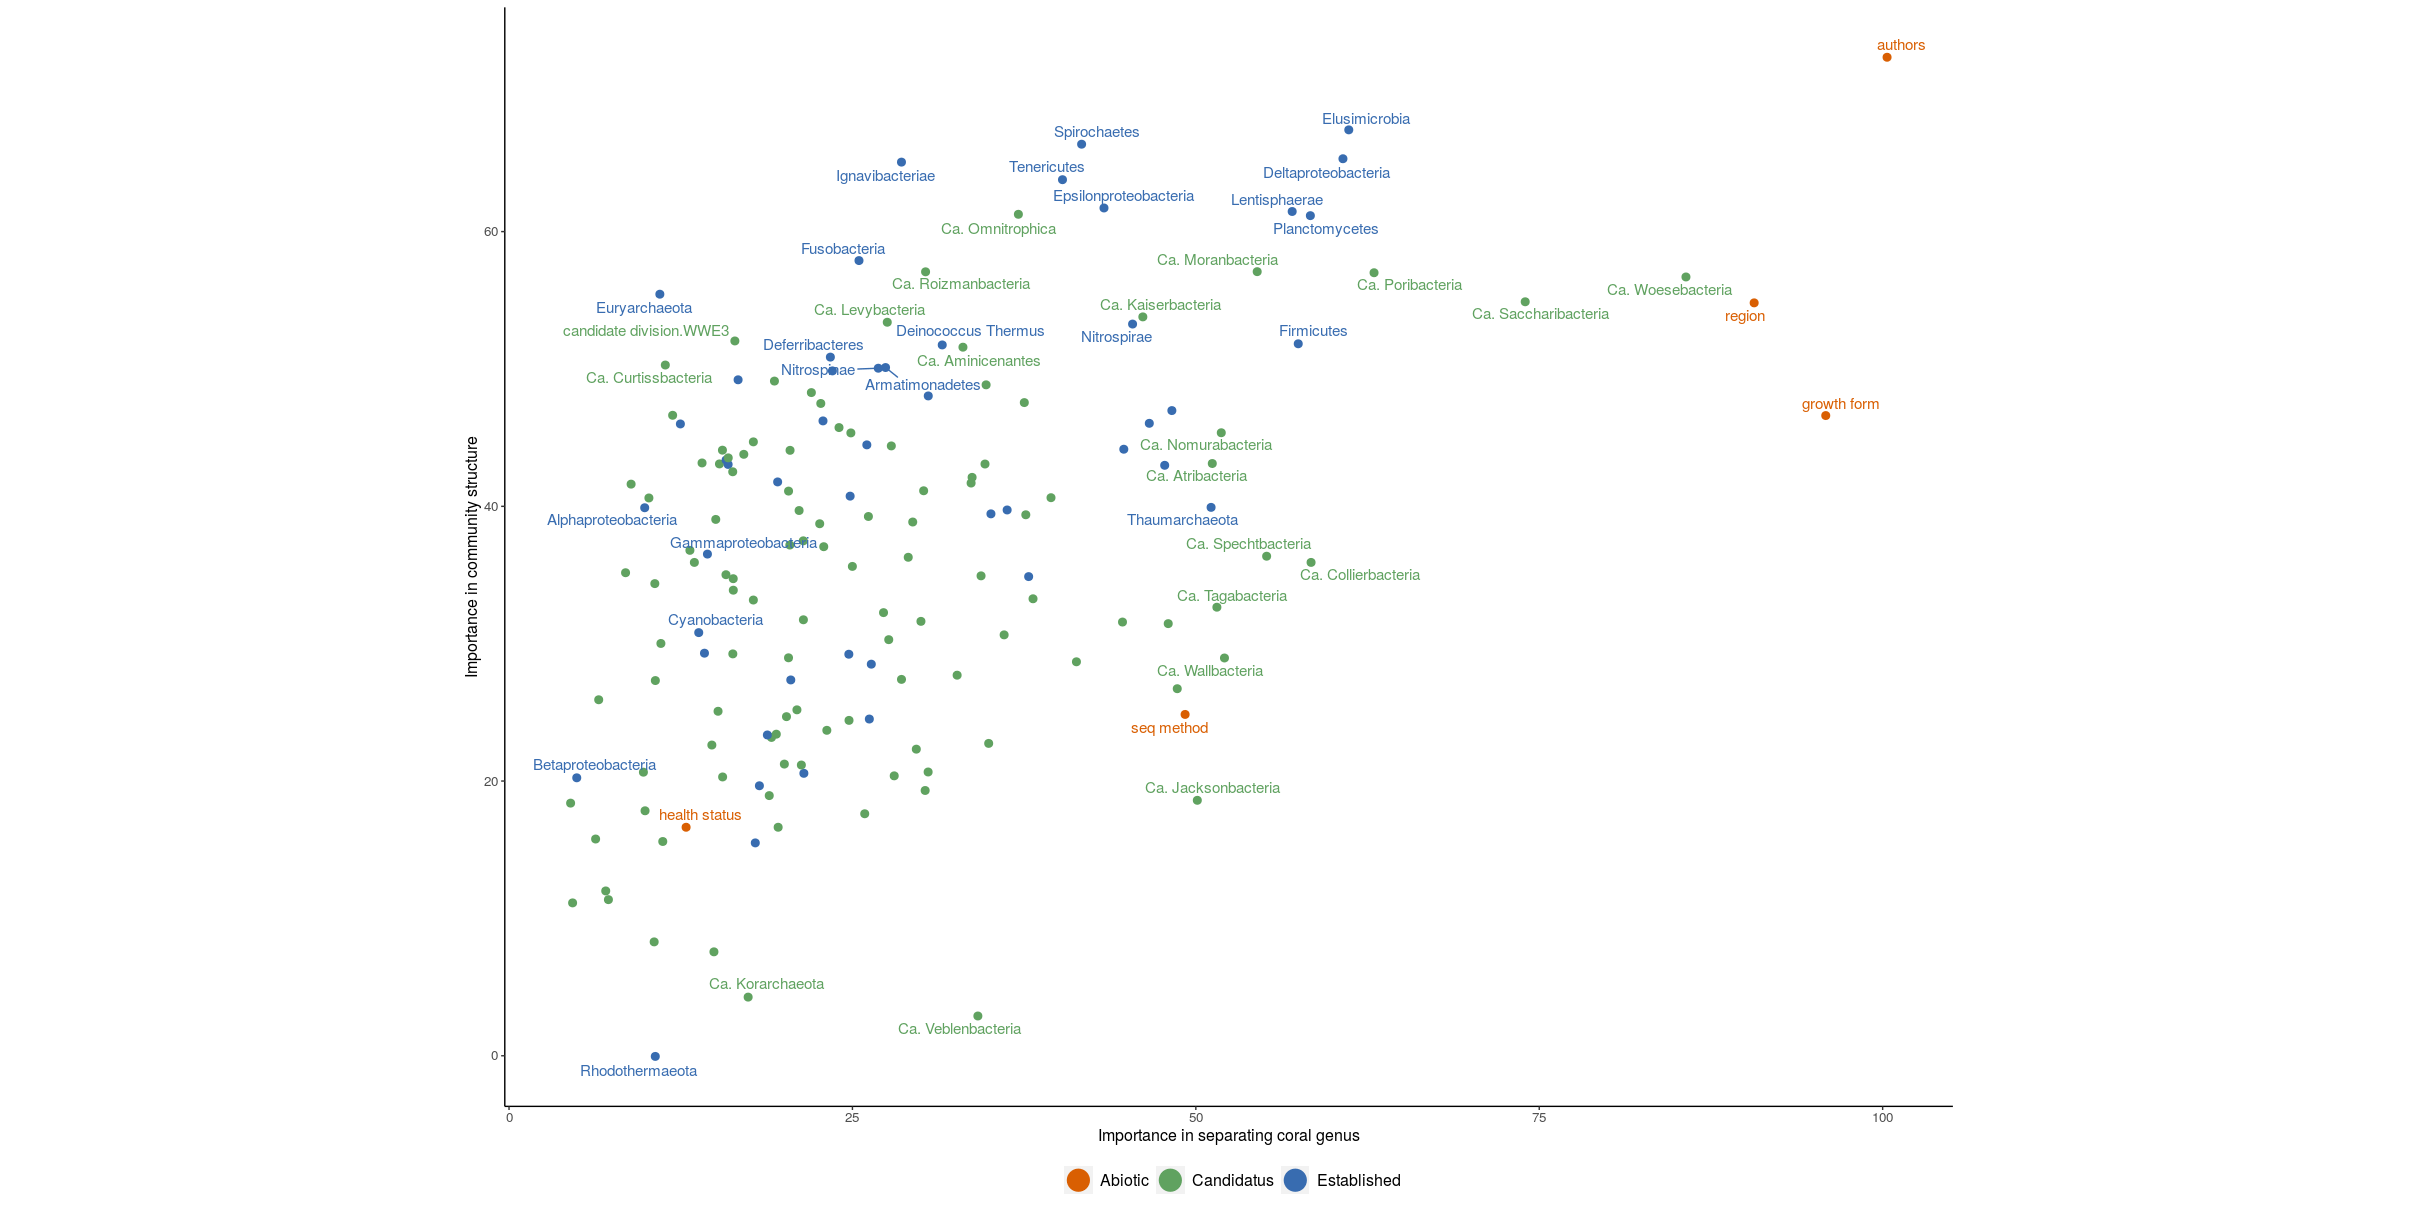 authors
Elusimicrobia
Spirochaetes
Tenericutes
Deltaproteobacteria
Ignavibacteriae
Epsilonproteobacteria
Lentisphaerae
Ca. Omnitrophica
Planctomycetes
60
Fusobacteria
Ca. Moranbacteria
Ca. Roizmanbacteria
Ca. Poribacteria
Ca. Woesebacteria
Euryarchaeota
Ca. Levybacteria
Ca. Kaiserbacteria
Ca. Saccharibacteria
region
candidate division.WWE3
Deinococcus Thermus
Nitrospirae
Firmicutes
Deferribacteres
Ca. Aminicenantes
Nitrospinae
Ca. Curtissbacteria
Armatimonadetes
growth form
Ca. Nomurabacteria
Ca. Atribacteria
40
Alphaproteobacteria
Thaumarchaeota
Gammaproteobacteria
Ca. Spechtbacteria
Ca. Collierbacteria
Ca. Tagabacteria
Cyanobacteria
Ca. Wallbacteria
seq method
Betaproteobacteria
20
Ca. Jacksonbacteria
health status
Ca. Korarchaeota
Ca. Veblenbacteria
0
Rhodothermaeota
Importance in community structure
0 25 50 75 100
Importance in separating coral genus
Abiotic Candidatus Established